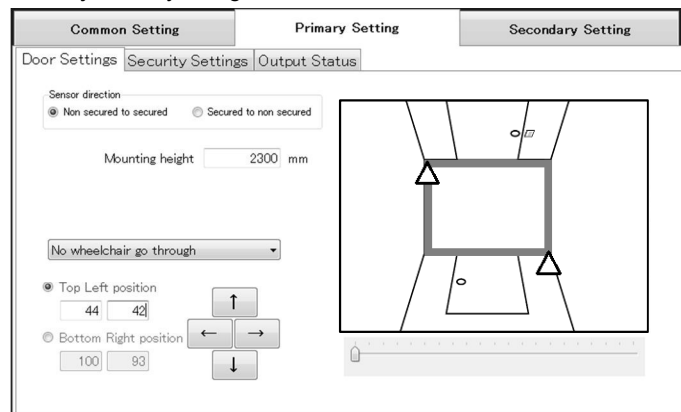 Common Setting
Primary Setting
Secondary Setting
Door Settings
Security Settings
Output Status
Sensor direction
Non secured to secured
Secured to non secured
Mounting height 2300 mm
No wheelchair go through
Top Left position
44 42
↑
Bottom Right position
← →
100 93
↓